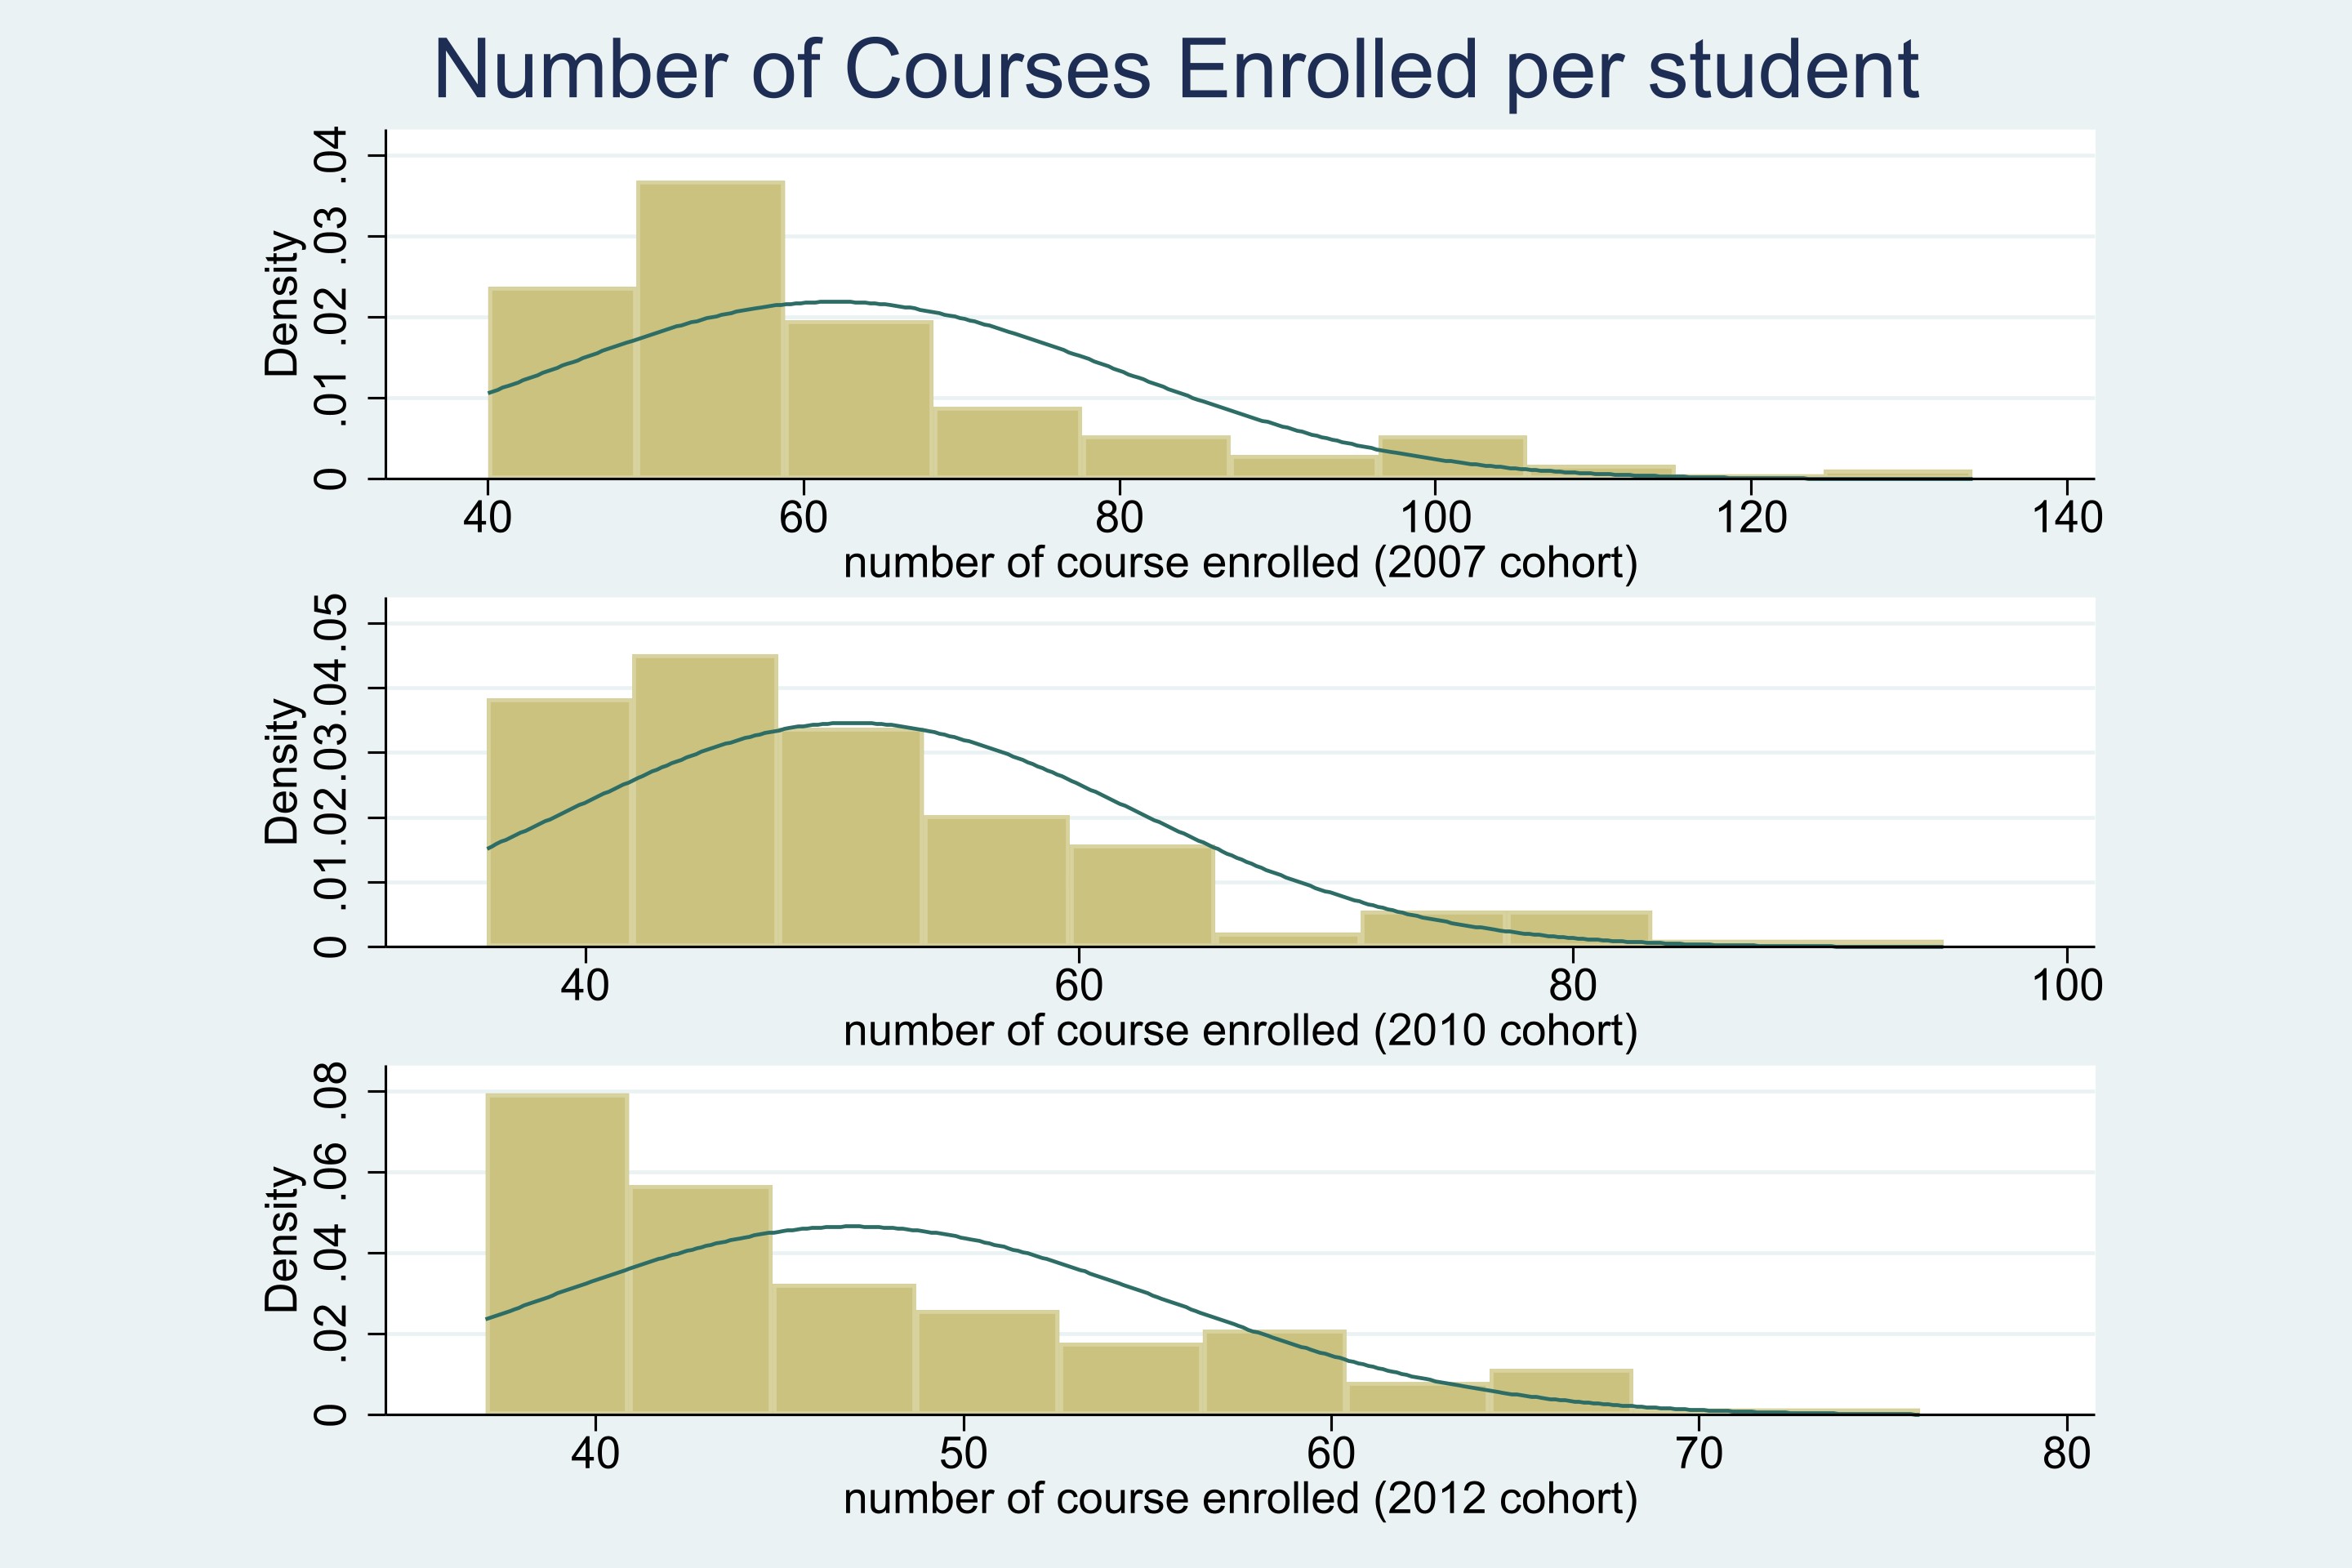 Number of Courses Enrolled per student
Density
.04
.03
.02
.01
0
40 60 80 100 120 140
number of course enrolled (2007 cohort)
Density
.05
.04
.03
.02
.01
0
40 60 80 100
number of course enrolled (2010 cohort)
Density
.08
.06
.04
.02
0
40 50 60 70 80
number of course enrolled (2012 cohort)